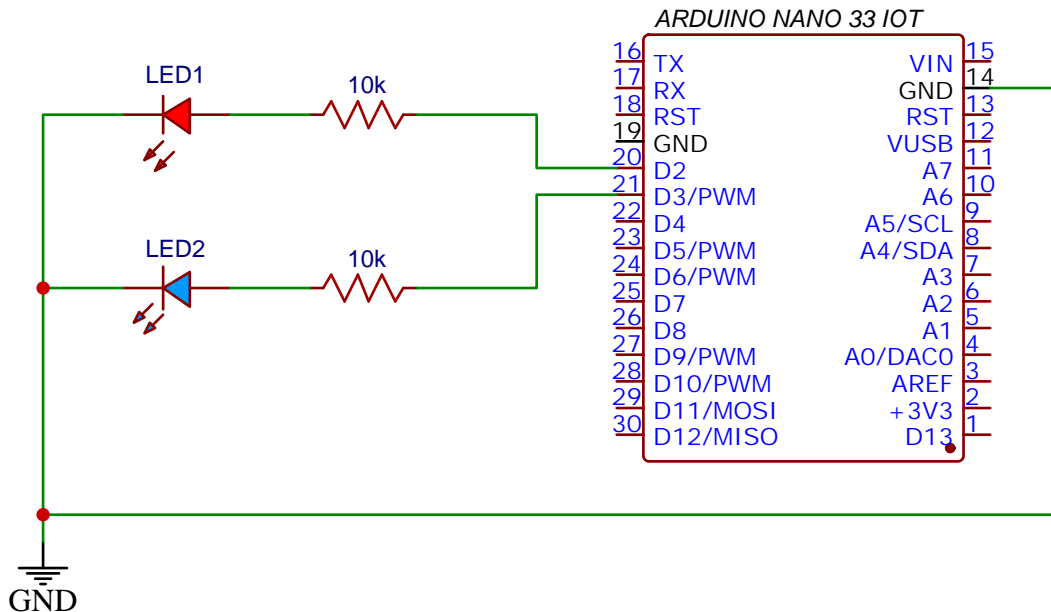 ARDUINO NANO 33 IOT
LED1
10k
LED2
10k
16 TX
17 RX
18 RST
19 GND
20 D2
21 D3/PWM
22 D4
23 D5/PWM
24 D6/PWM
25 D7
26 D8
27 D9/PWM
28 D10/PWM
29 D11/MOSI
30 D12/MISO
VIN 15
GND 14
RST 13
VUSB 12
A7 11
A6 10
A5/SCL 9
A4/SDA 8
A3 7
A2 6
A1 5
A0/DAC0 4
AREF 3
+3V3 2
D13 1
GND